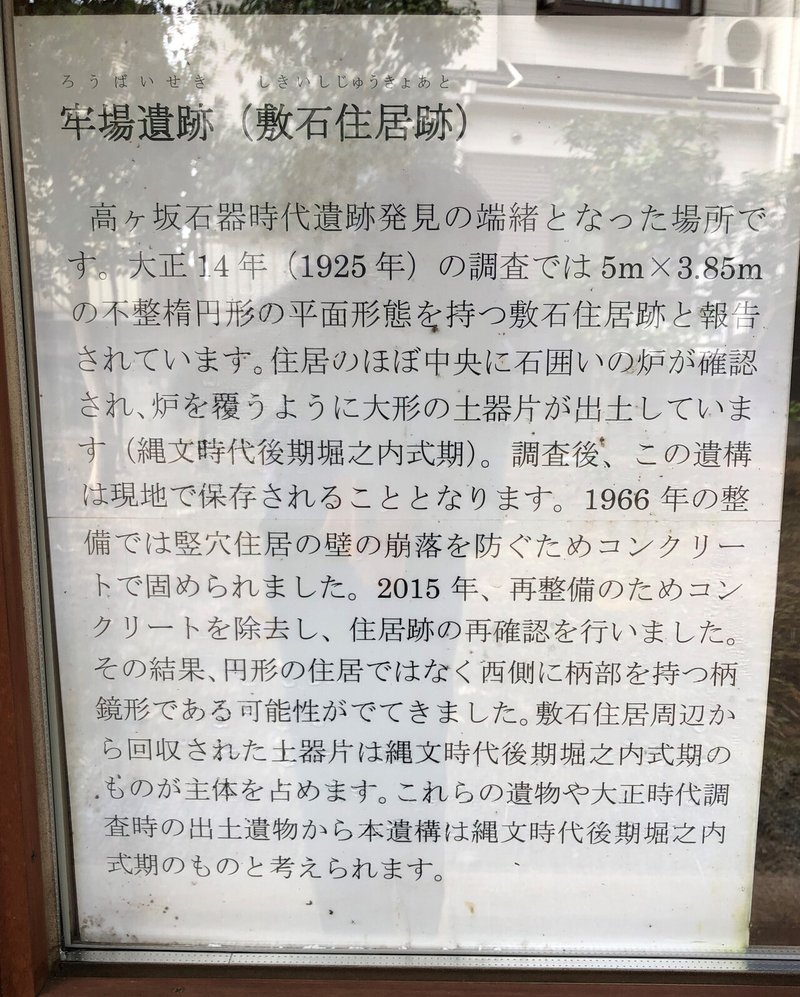 ろうばいせき　しきいしじゅうきょあと
牢場遺跡（敷石住居跡）
高ヶ坂石器時代遺跡発見の端緒となった場所で
す。大正14年（1925年）の調査では5m×3.85m
の不整楕円形の平面形態を持つ敷石住居跡と報告
されています。住居のほぼ中央に石囲いの炉が確認
され、炉を覆うように大形の土器片が出土していま
す（縄文時代後期堀之内式期）。調査後、この遺構
は現地で保存されることとなります。1966年の整
備では竪穴住居の壁の崩落を防ぐためコンクリー
トで固められました。2015年、再整備のためコン
クリートを除去し、住居跡の再確認を行いました。
その結果、円形の住居ではなく西側に柄部を持つ柄
鏡形である可能性がでてきました。敷石住居周辺か
ら回収された土器片は縄文時代後期堀之内式期の
ものが主体を占めます。これらの遺物や大正時代調
査時の出土遺物から本遺構は縄文時代後期堀之内
式期のものと考えられます。